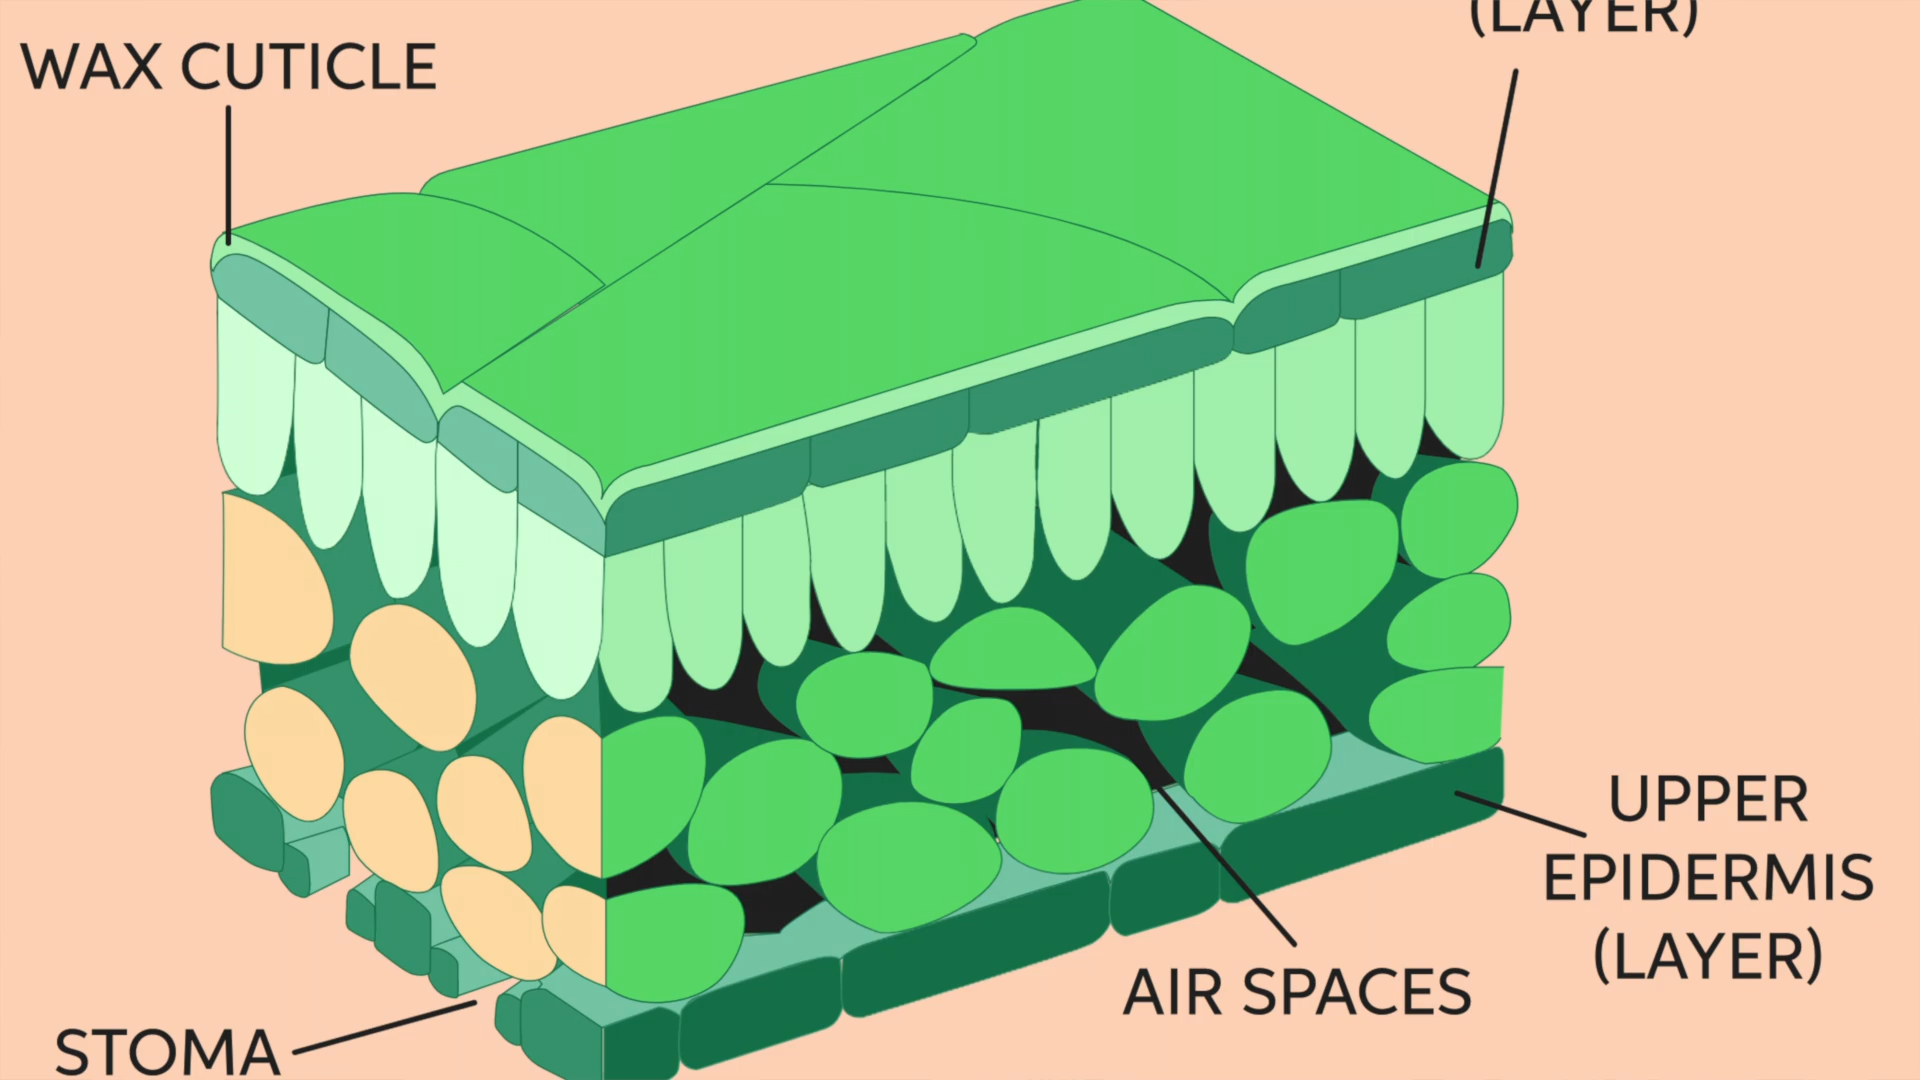 (LAYER)
WAX CUTICLE
UPPER
EPIDERMIS
(LAYER)
AIR SPACES
STOMA